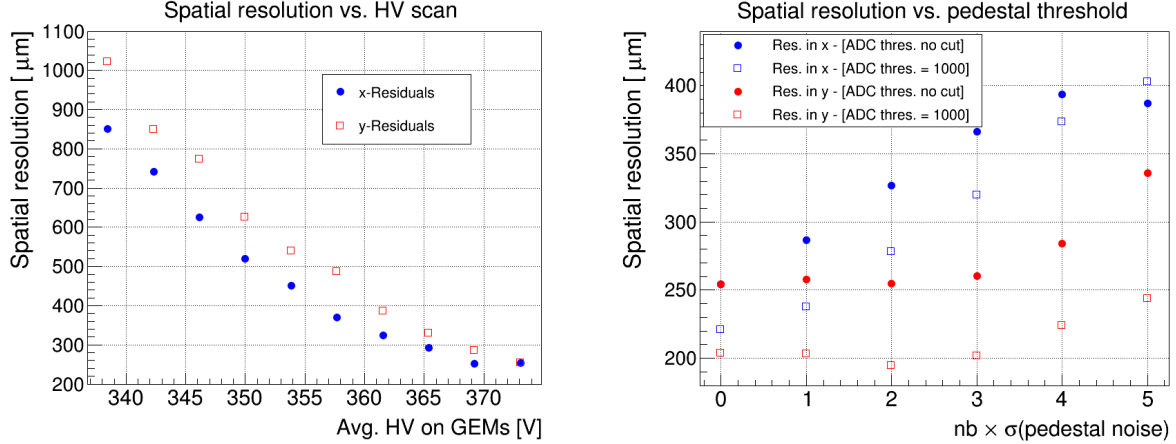 Spatial resolution vs. HV scan
Spatial resolution [ μm]
1100
1000
900
800
700
600
500
400
300
200
x-Residuals
y-Residuals
340 345 350 355 360 365 370
Avg. HV on GEMs [V]
Spatial resolution vs. pedestal threshold
Spatial resolution [ μm]
Res. in x - [ADC thres. no cut]
Res. in x - [ADC thres. = 1000]
Res. in y - [ADC thres. no cut]
Res. in y - [ADC thres. = 1000]
400
350
300
250
200
0 1 2 3 4 5
nb × σ(pedestal noise)